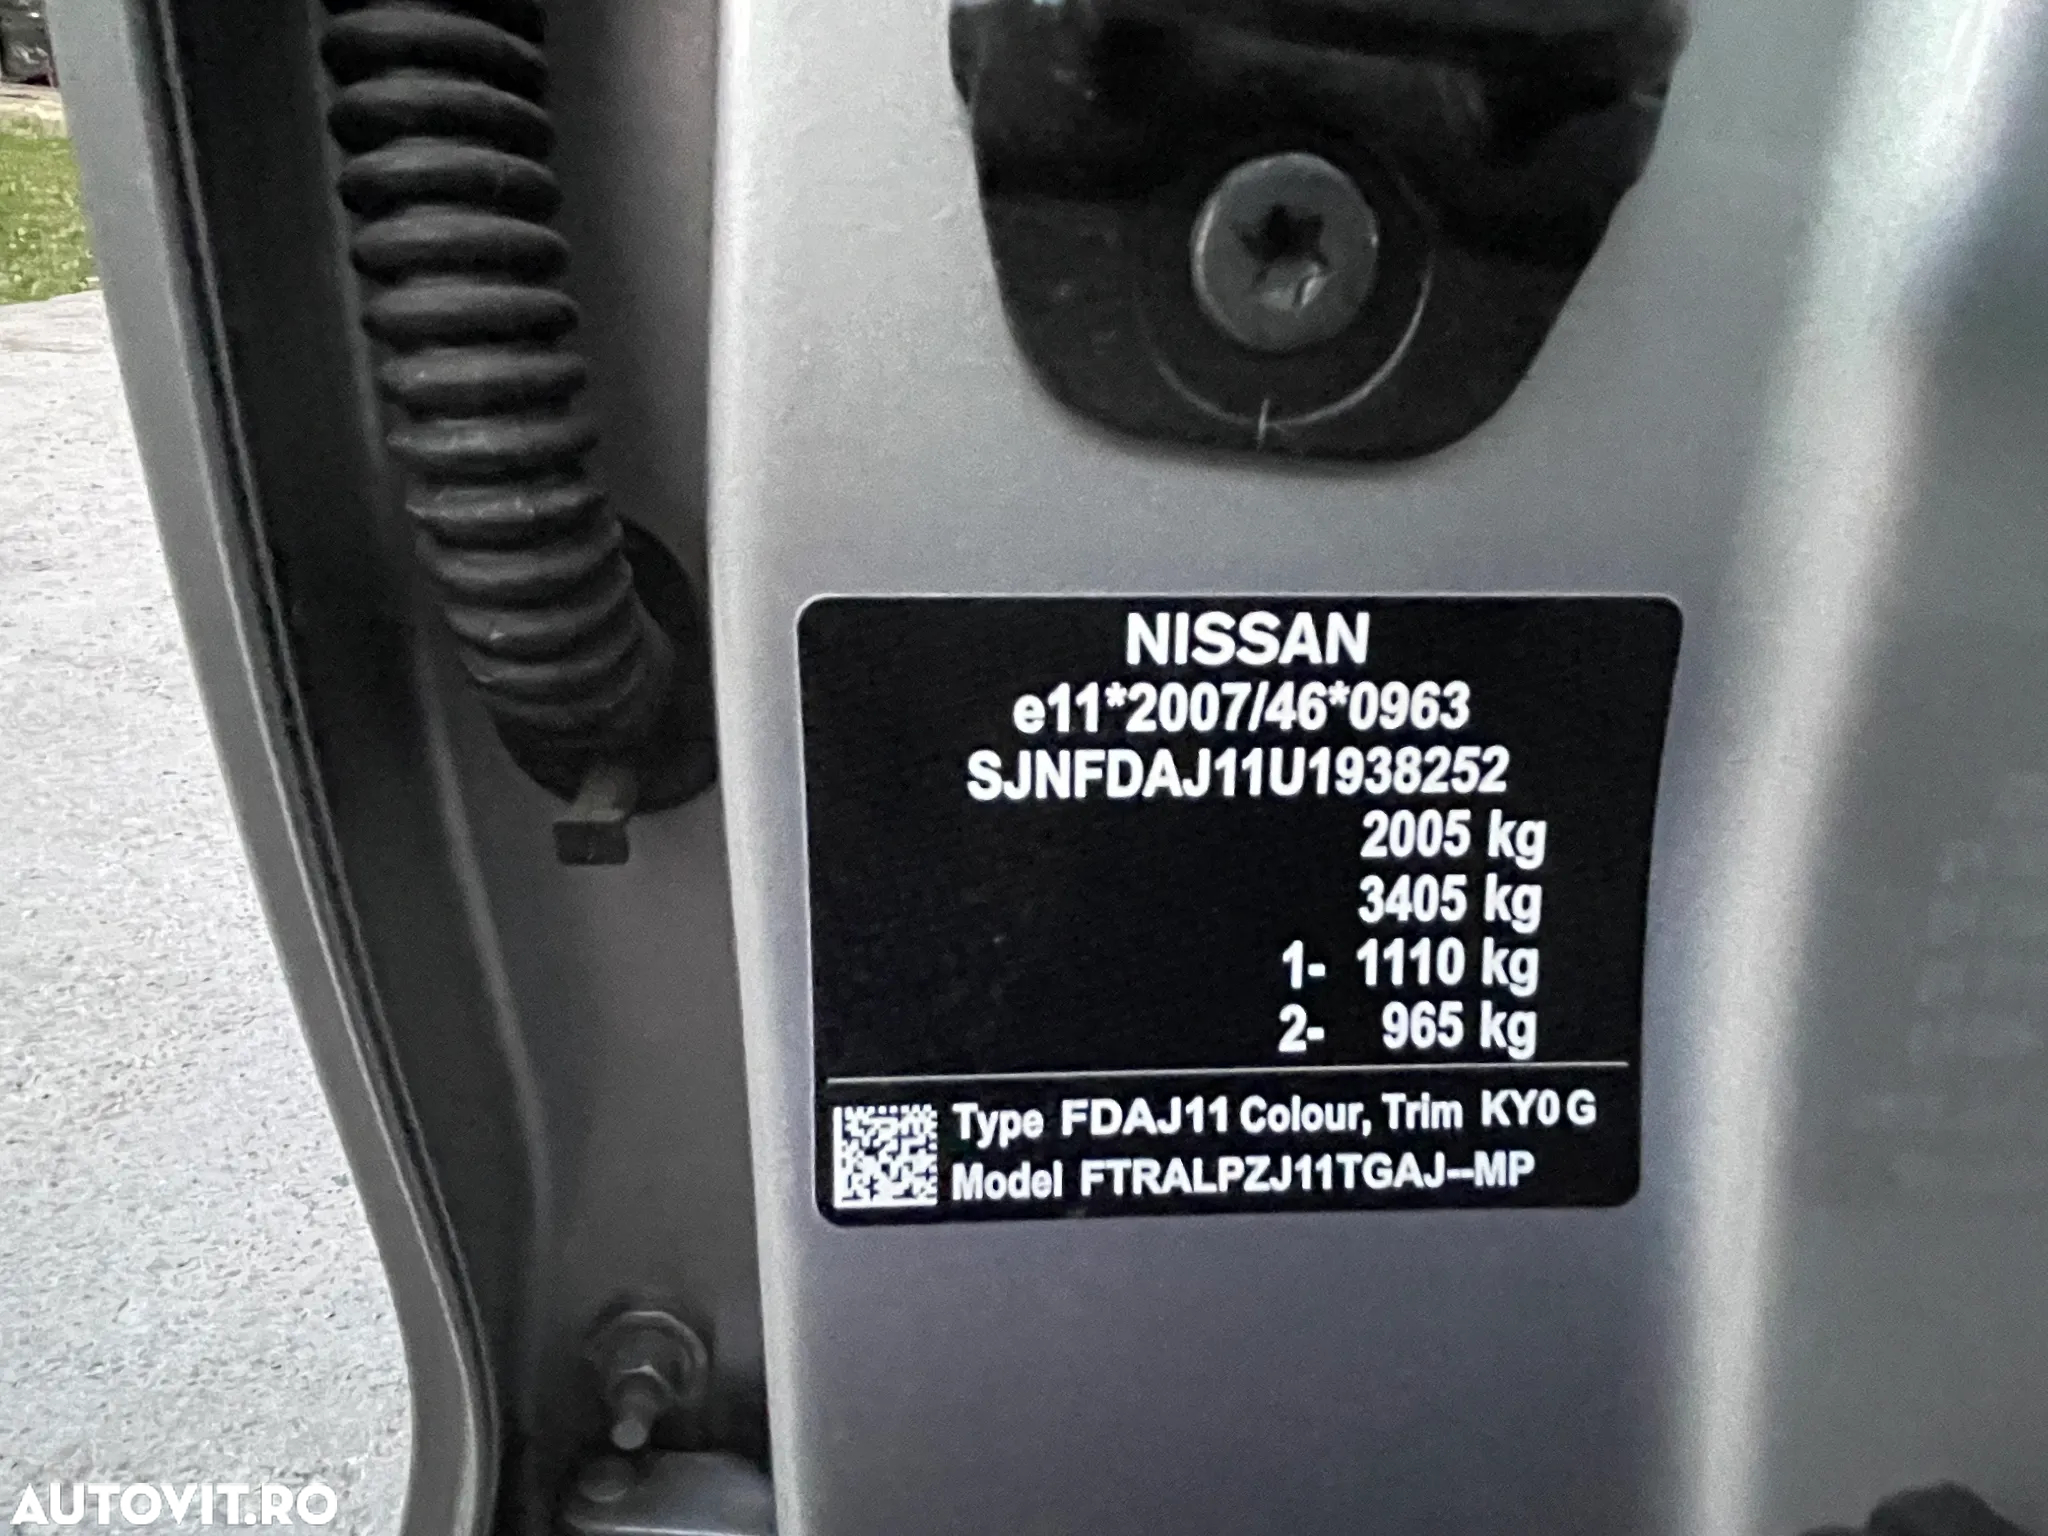 NISSAN
e11*2007/46*0963
SJNFDAJ11U1938252
2005 kg
3405 kg
1- 1110 kg
2- 965 kg
Type FDAJ11 Colour, Trim KY0 G
Model FTRALPZJ11TGAJ--MP
AUTOVIT.RO